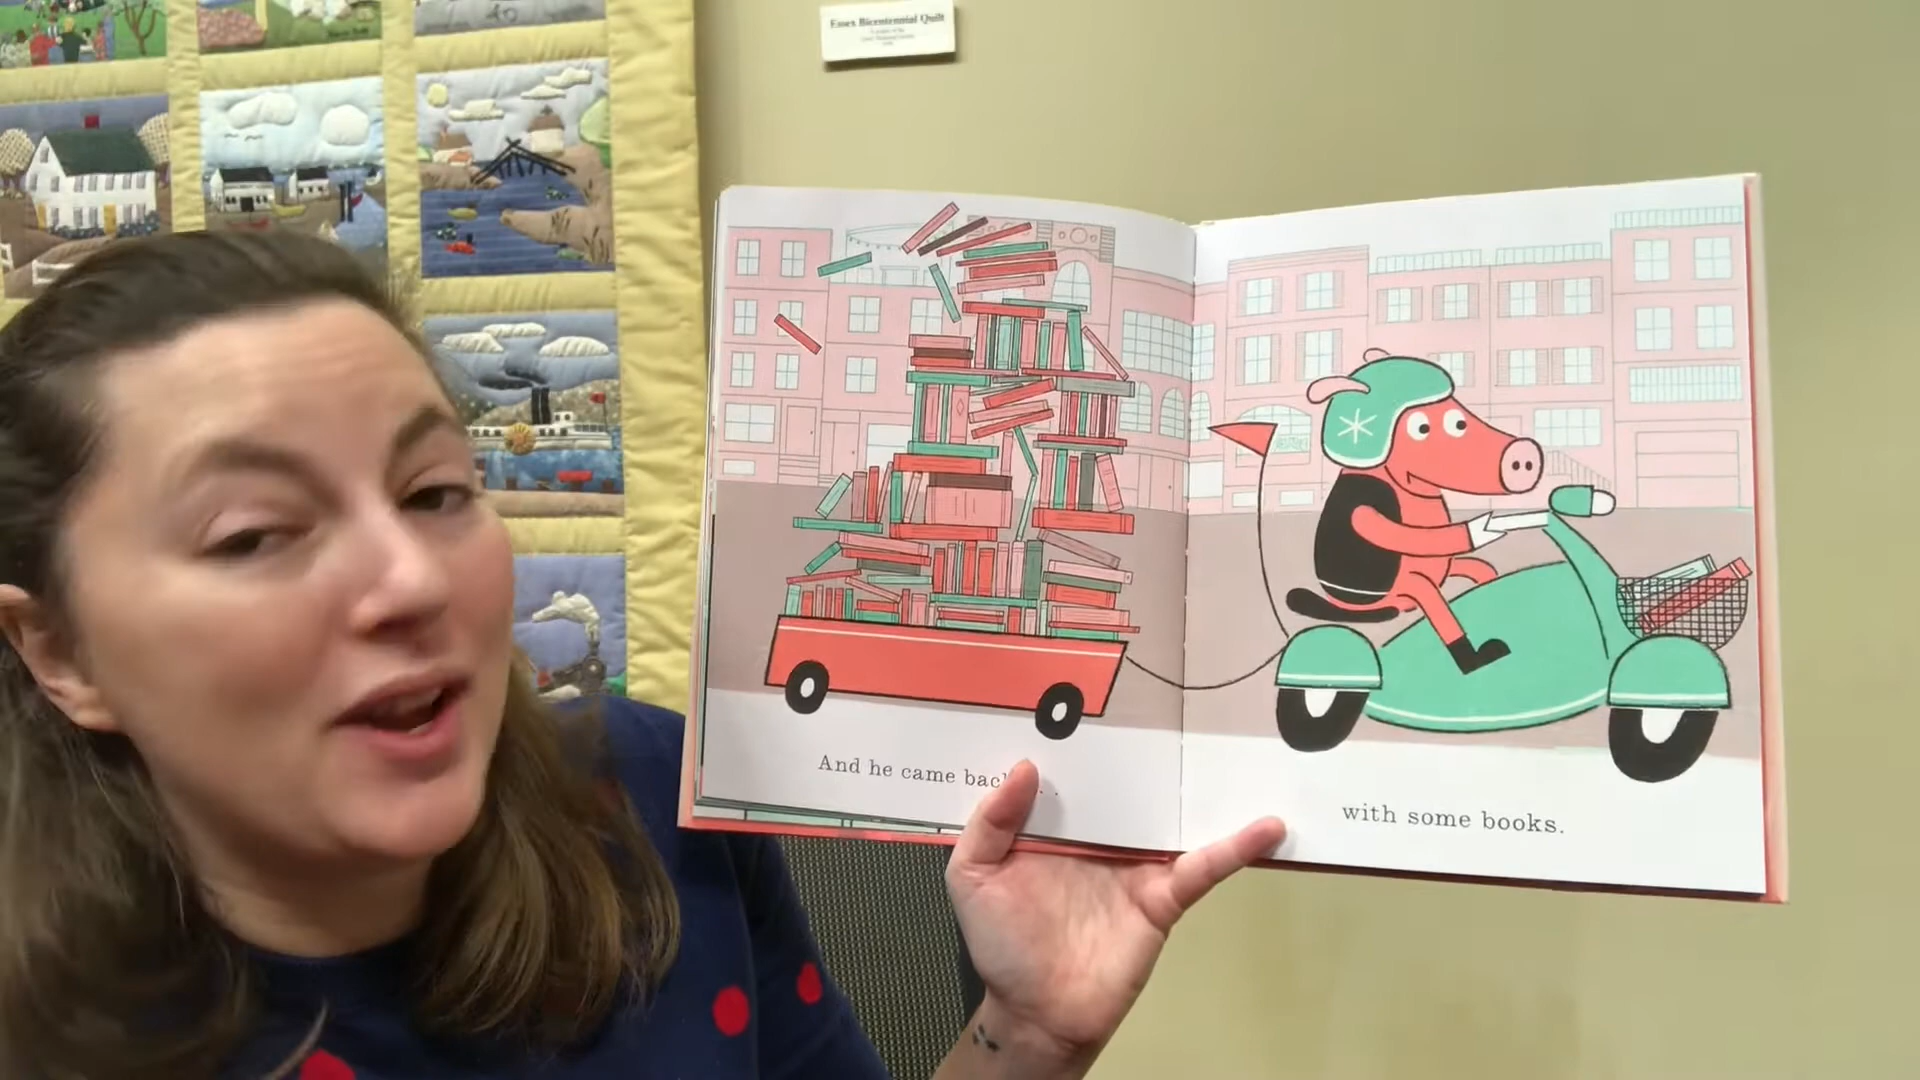 Essex Bicentennial Quilt
And he came back . . .
with some books.